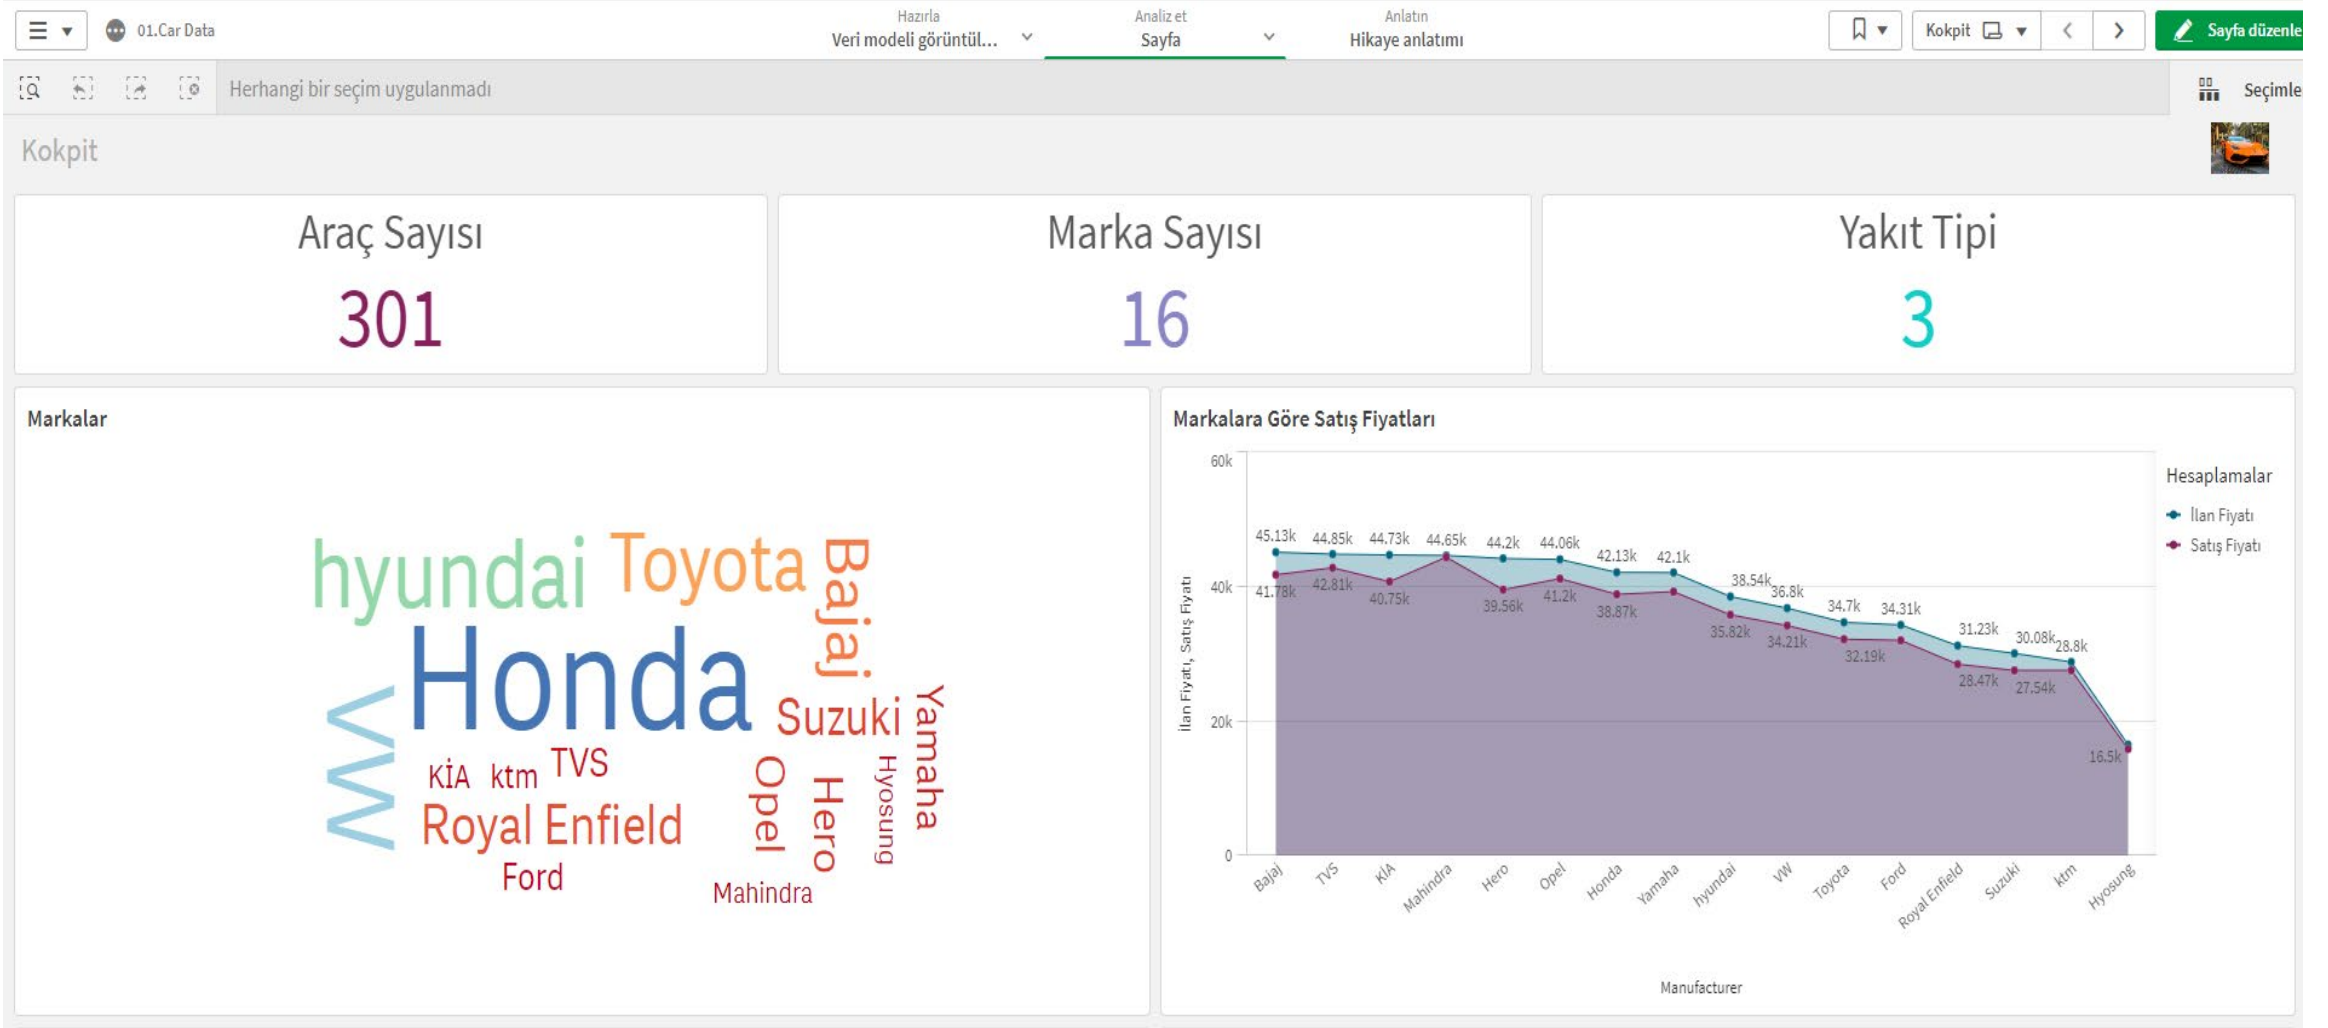 01.Car Data
Hazırla
Veri modeli görüntül...
Analiz et
Sayfa
Anlatın
Hikaye anlatımı
Kokpit
Sayfa düzenle
Herhangi bir seçim uygulanmadı
Seçimle
Kokpit
Araç Sayısı
301
Marka Sayısı
16
Yakıt Tipi
3
Markalar
hyundai
Toyota
Bajaj
Honda
VW
Suzuki
Yamaha
KİA
ktm
TVS
Opel
Hero
Hyosung
Royal Enfield
Ford
Mahindra
Markalara Göre Satış Fiyatları
60k
40k
20k
0
İlan Fiyatı, Satış Fiyatı
45.13k
44.85k
44.73k
44.65k
44.2k
44.06k
42.13k
42.1k
38.54k
36.8k
34.7k
34.31k
31.23k
30.08k
28.8k
41.78k
42.81k
40.75k
39.56k
41.2k
38.87k
35.82k
34.21k
32.19k
28.47k
27.54k
16.5k
Bajaj
TVS
KİA
Mahindra
Hero
Opel
Honda
Yamaha
hyundai
VW
Toyota
Ford
Royal Enfield
Suzuki
ktm
Hyosung
Manufacturer
Hesaplamalar
İlan Fiyatı
Satış Fiyatı